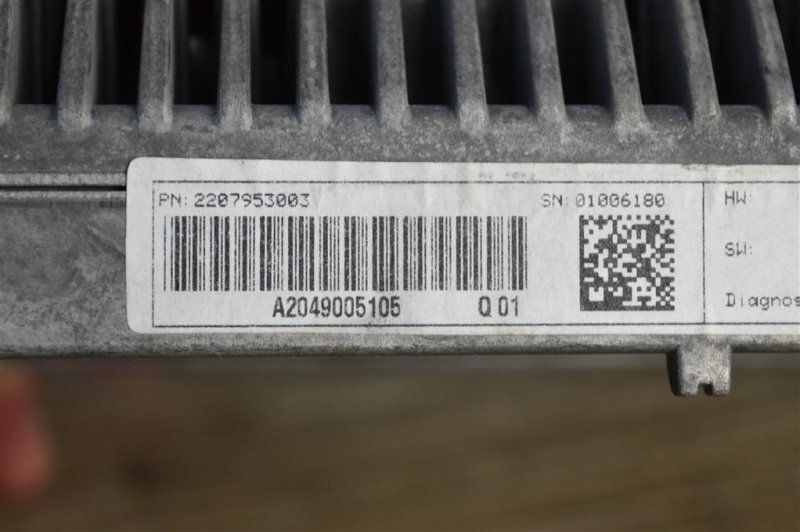 PN: 2207953003 SN: 01006180 HW:
SW:
A2049005105 Q 01 Diagnos